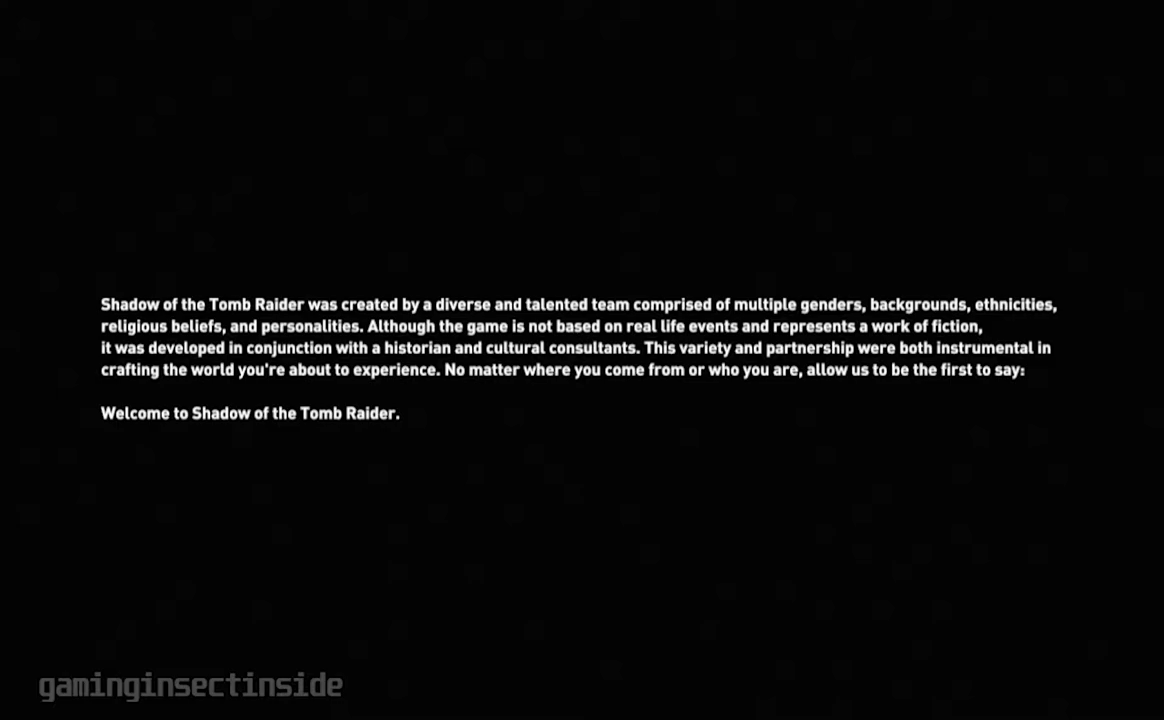 Shadow of the Tomb Raider was created by a diverse and talented team comprised of multiple genders, backgrounds, ethnicities,
religious beliefs, and personalities. Although the game is not based on real life events and represents a work of fiction,
it was developed in conjunction with a historian and cultural consultants. This variety and partnership were both instrumental in
crafting the world you're about to experience. No matter where you come from or who you are, allow us to be the first to say:
Welcome to Shadow of the Tomb Raider.
gaminginsectinside